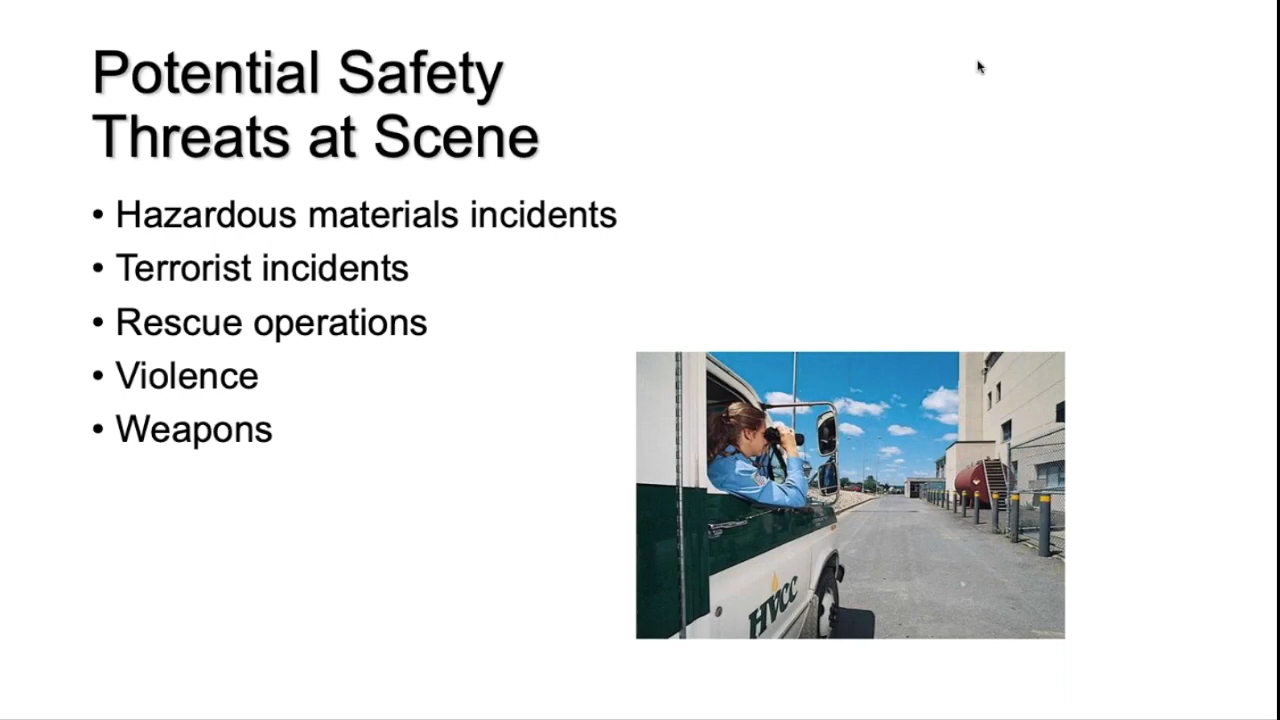 Potential Safety
Threats at Scene
• Hazardous materials incidents
• Terrorist incidents
• Rescue operations
• Violence
• Weapons
HVCC